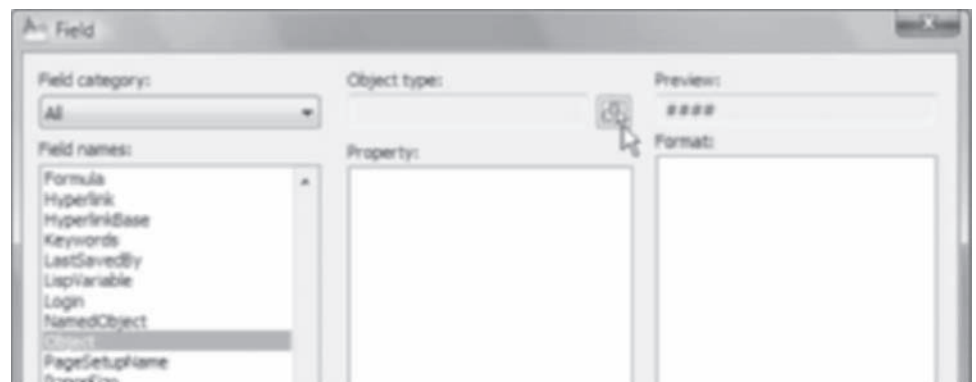 Field
Field category:
All
Field names:
Formula
Hyperlink
HyperlinkBase
Keywords
LastSavedBy
LispVariable
Login
NamedObject
Object
PageSetupName
PaperSize
Object type:
Property:
Preview:
####
Format: